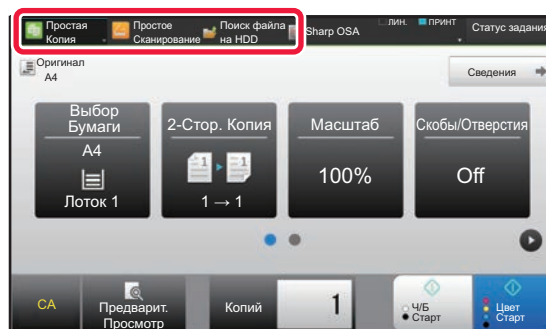 Простая
Копия
Простое
Сканирование
Поиск файла
на HDD
Sharp OSA
ЛИН.
ПРИНТ
Статус задания
Оригинал
A4
Сведения
Выбор
Бумаги
A4
Лоток 1
2-Стор. Копия
1
1
1 → 1
Масштаб
100%
Скобы/Отверстия
Off
CA
Предварит.
Просмотр
Копий
1
Ч/Б
Старт
Цвет
Старт